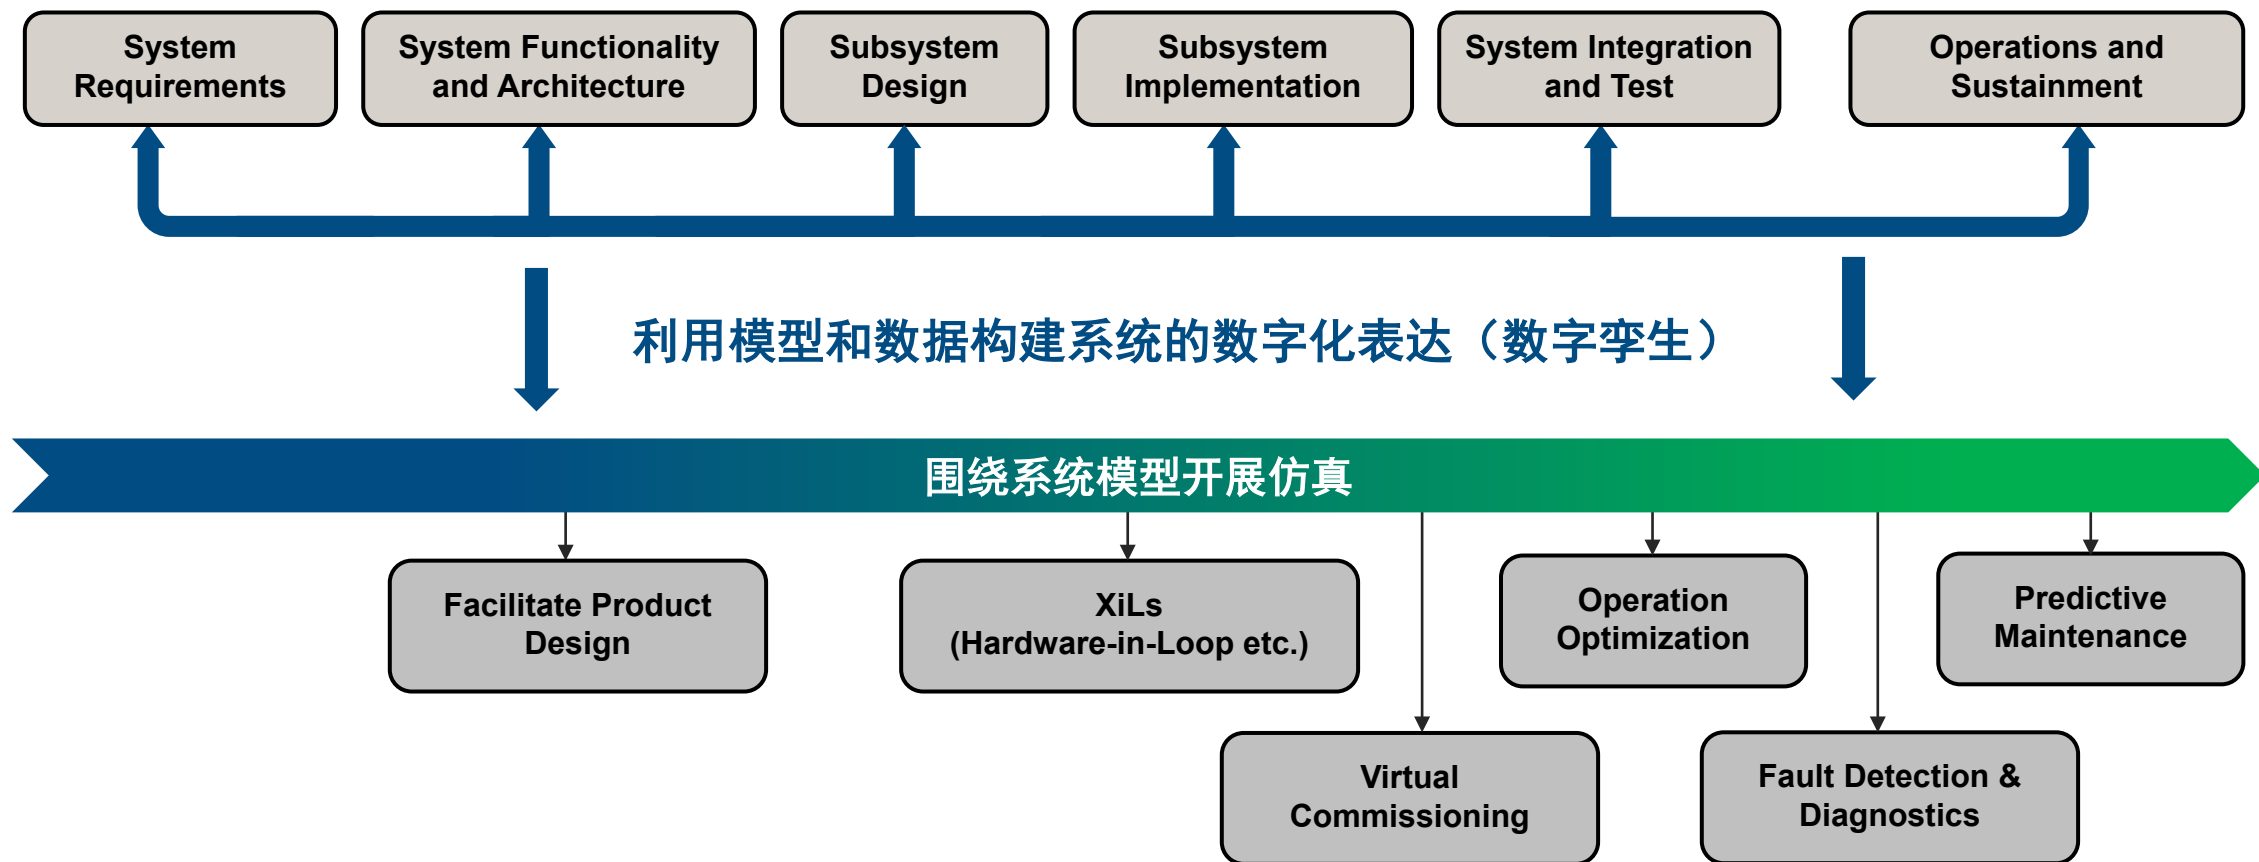 System
Requirements
System Functionality
and Architecture
Subsystem
Design
Subsystem
Implementation
System Integration
and Test
Operations and
Sustainment
利用模型和数据构建系统的数字化表达（数字孪生）
围绕系统模型开展仿真
Facilitate Product
Design
XiLs
(Hardware-in-Loop etc.)
Operation
Optimization
Predictive
Maintenance
Virtual
Commissioning
Fault Detection &
Diagnostics